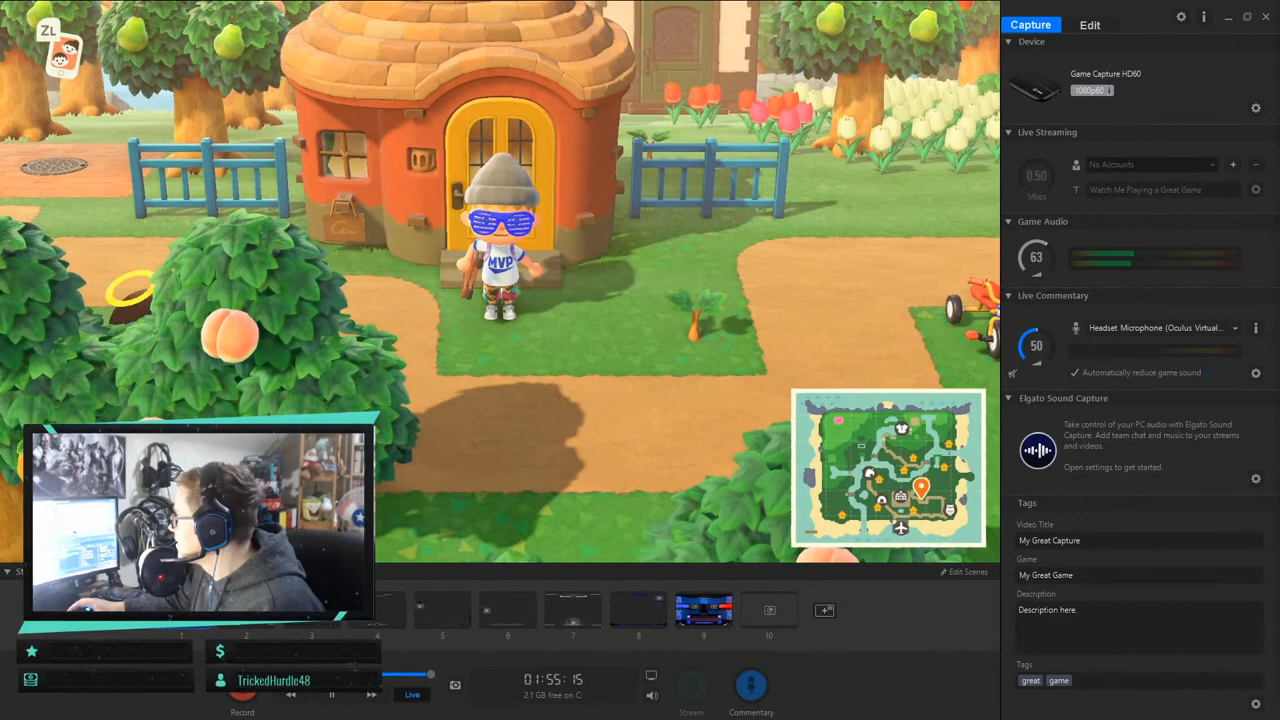 ZL
MVP
Capture
Edit
Device
Game Capture HD60
1080p60
Live Streaming
0.50
Mbps
No Accounts
Watch Me Playing a Great Game
Game Audio
63
Live Commentary
50
Headset Microphone (Oculus Virtual...
Automatically reduce game sound
Elgato Sound Capture
Take control of your PC audio with Elgato Sound
Capture. Add team chat and music to your streams
and videos.
Open settings to get started.
Tags
Video Title
My Great Capture
Game
My Great Game
Description
Description here.
Tags
great game
Edit Scenes
1 2 3 4 5 6 7 8 9 10
$
TrickedHurdle48
Record
Live
01:55:15
2.1 GB free on C:
Stream
Commentary